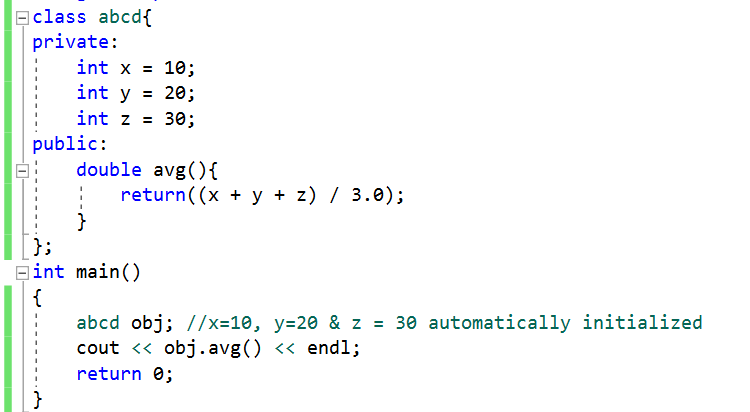 class abcd{
private:
    int x = 10;
    int y = 20;
    int z = 30;
public:
    double avg(){
        return((x + y + z) / 3.0);
    }
};
int main()
{
    abcd obj; //x=10, y=20 & z = 30 automatically initialized
    cout << obj.avg() << endl;
    return 0;
}